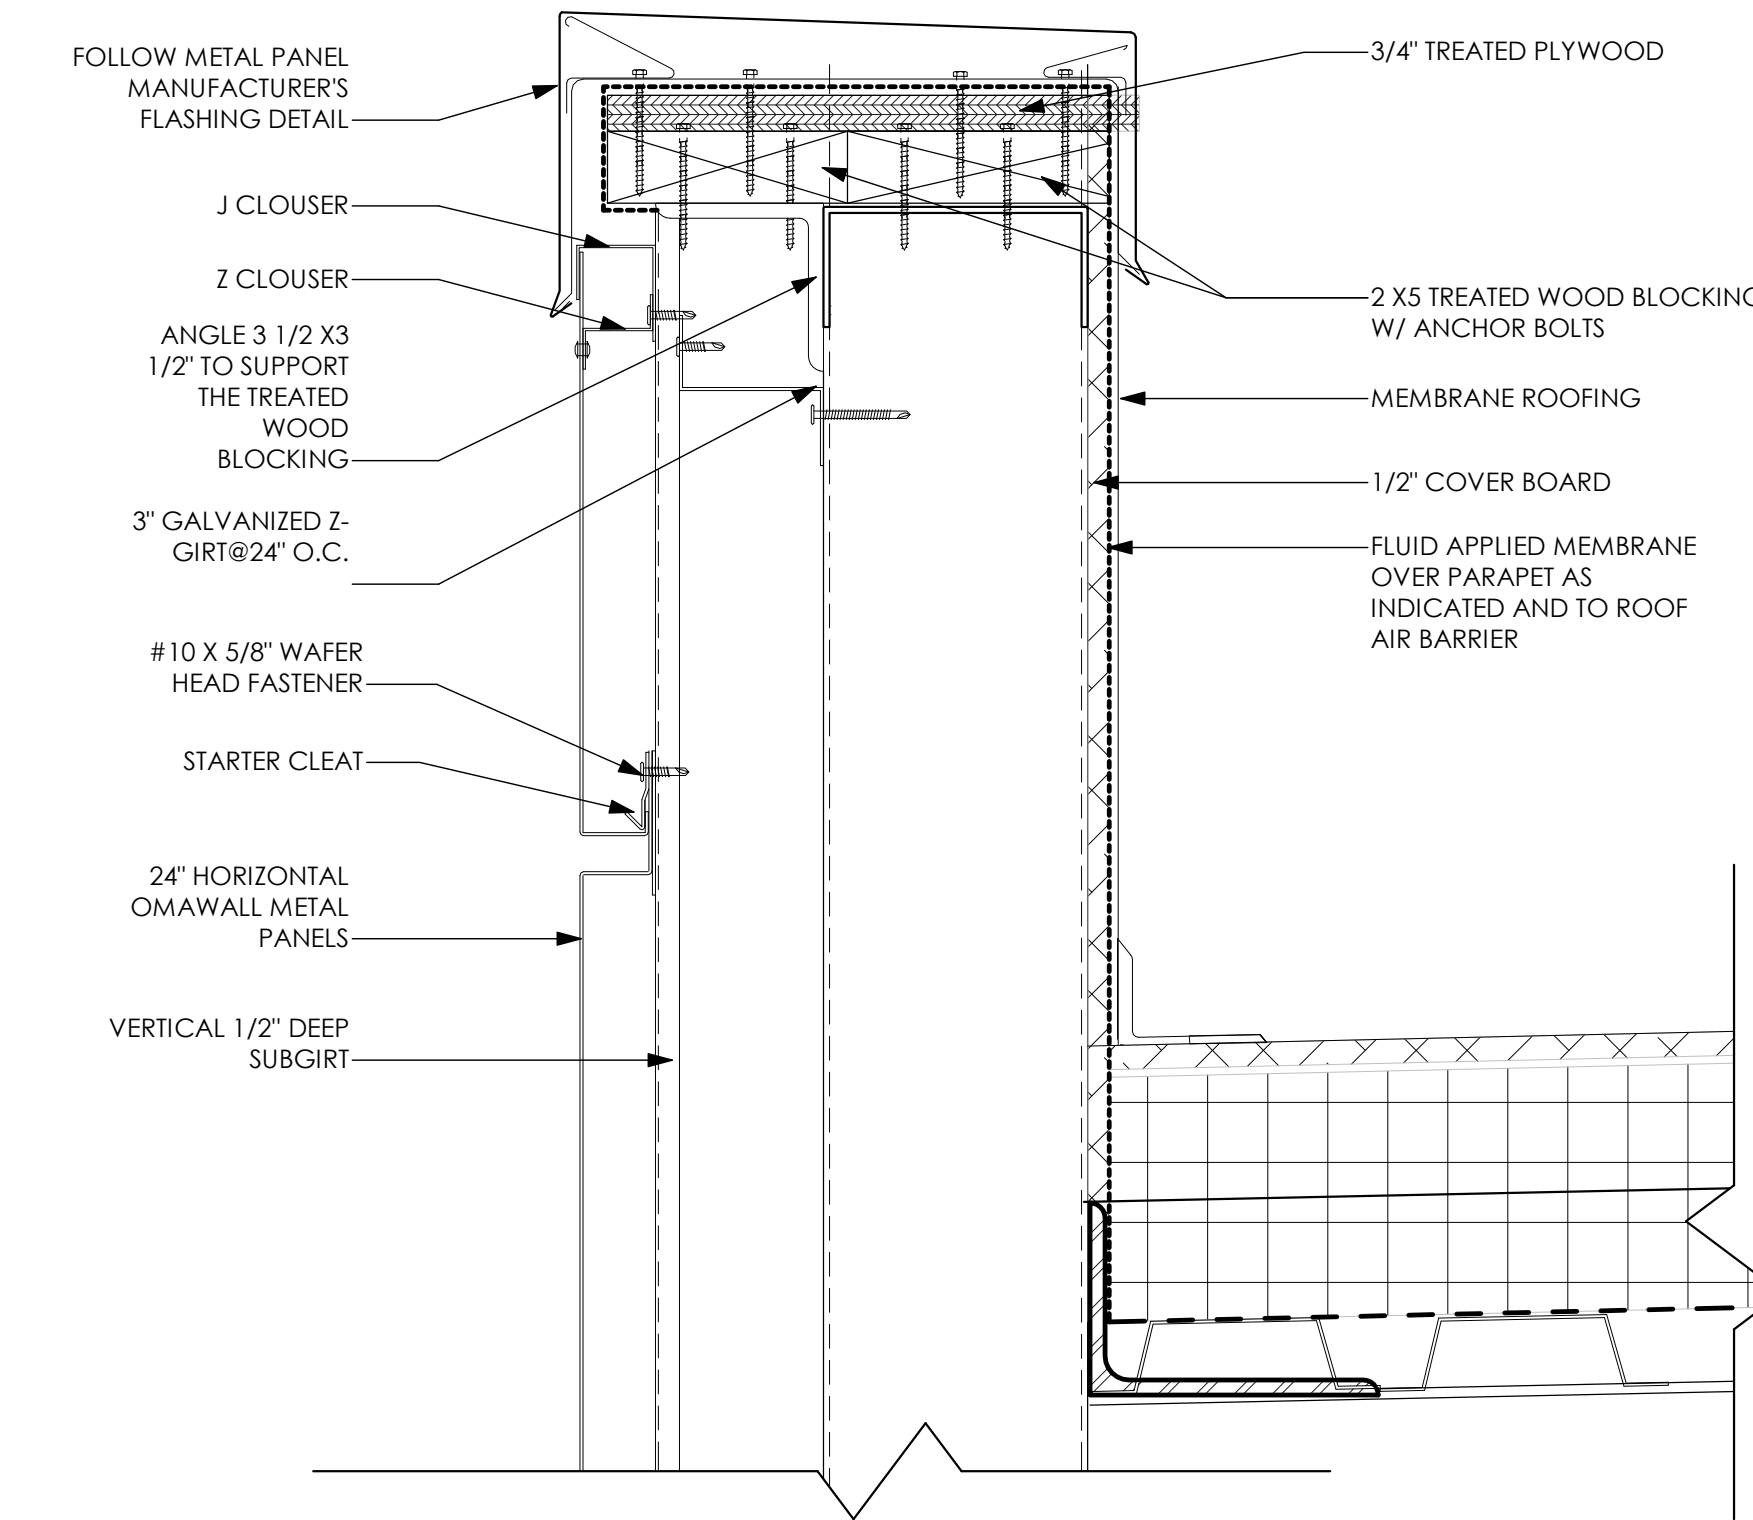 FOLLOW METAL PANEL
MANUFACTURER'S
FLASHING DETAIL
J CLOUSER
Z CLOUSER
ANGLE 3 1/2 X3
1/2" TO SUPPORT
THE TREATED
WOOD
BLOCKING
3" GALVANIZED Z-
GIRT@24" O.C.
#10 X 5/8" WAFER
HEAD FASTENER
STARTER CLEAT
24" HORIZONTAL
OMAWALL METAL
PANELS
VERTICAL 1/2" DEEP
SUBGIRT
3/4" TREATED PLYWOOD
2 X5 TREATED WOOD BLOCKING
W/ ANCHOR BOLTS
MEMBRANE ROOFING
1/2" COVER BOARD
FLUID APPLIED MEMBRANE
OVER PARAPET AS
INDICATED AND TO ROOF
AIR BARRIER